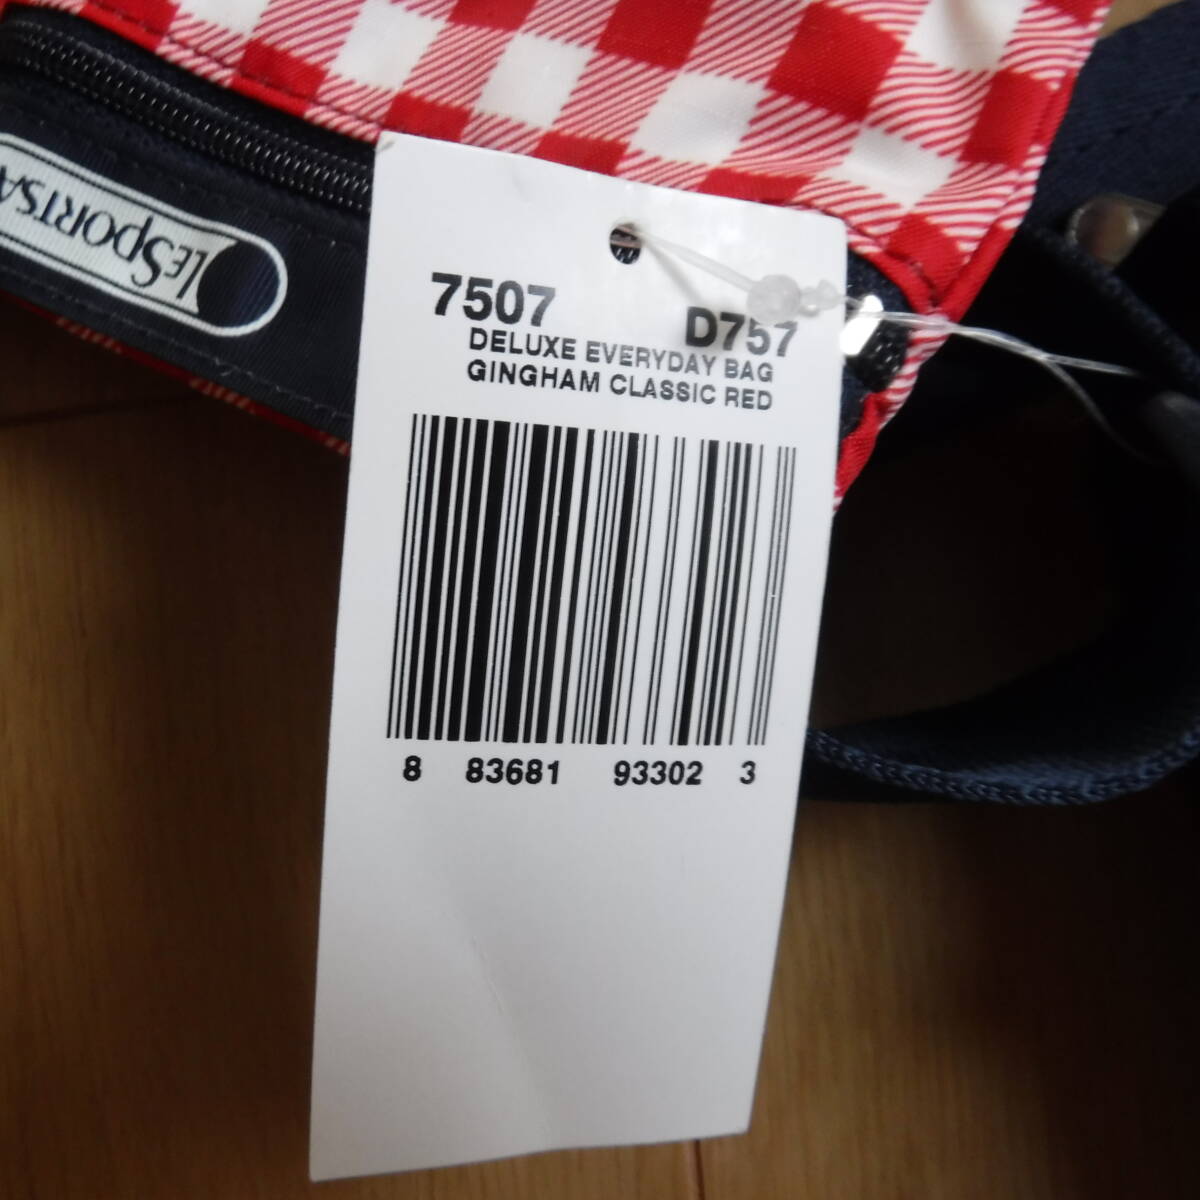 LESPORTSA
7507 D757
DELUXE EVERYDAY BAG
GINGHAM CLASSIC RED
8 83681 93302 3